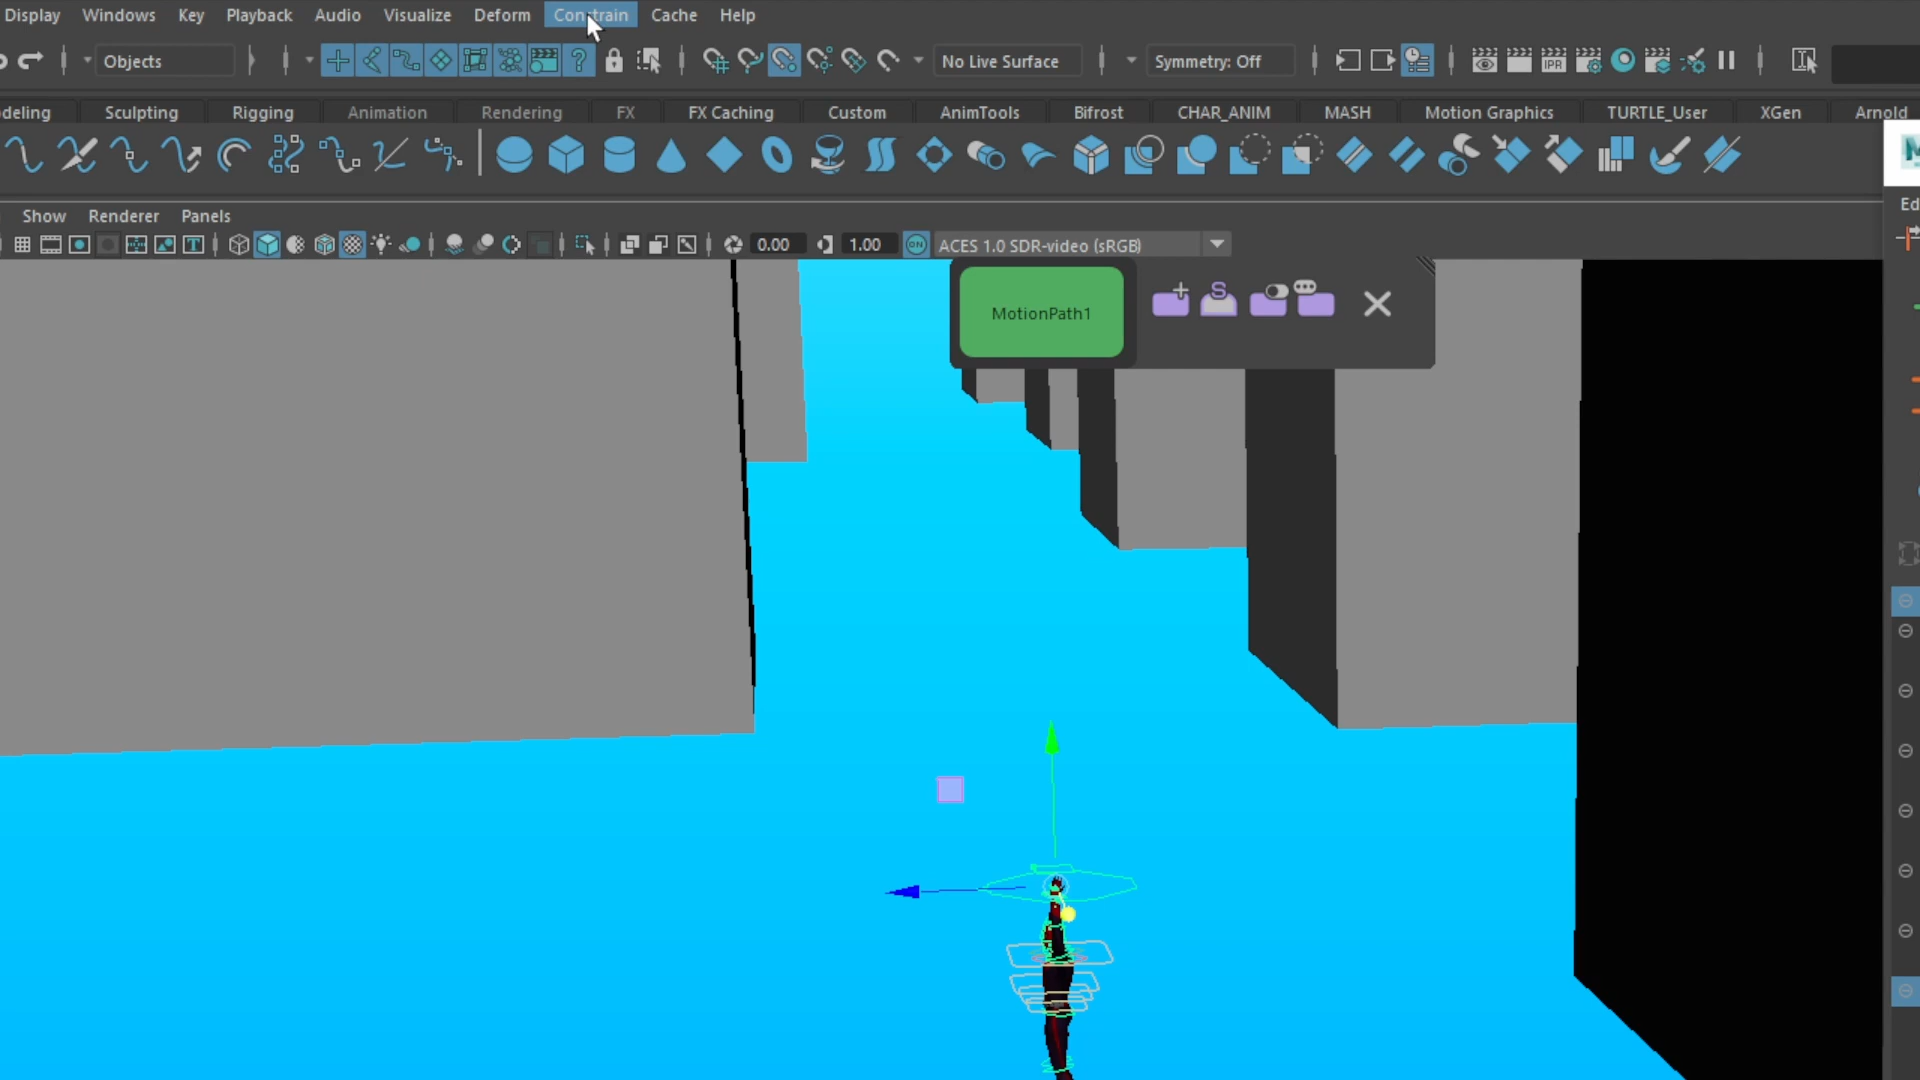 Display Windows Key Playback Audio Visualize Deform Constrain Cache Help
Objects No Live Surface Symmetry: Off IPR
deling Sculpting Rigging Animation Rendering FX FX Caching Custom AnimTools Bifrost CHAR_ANIM MASH Motion Graphics TURTLE_User XGen Arnold
Show Renderer Panels
Ed
0.00 1.00 ON ACES 1.0 SDR-video (sRGB)
MotionPath1
S